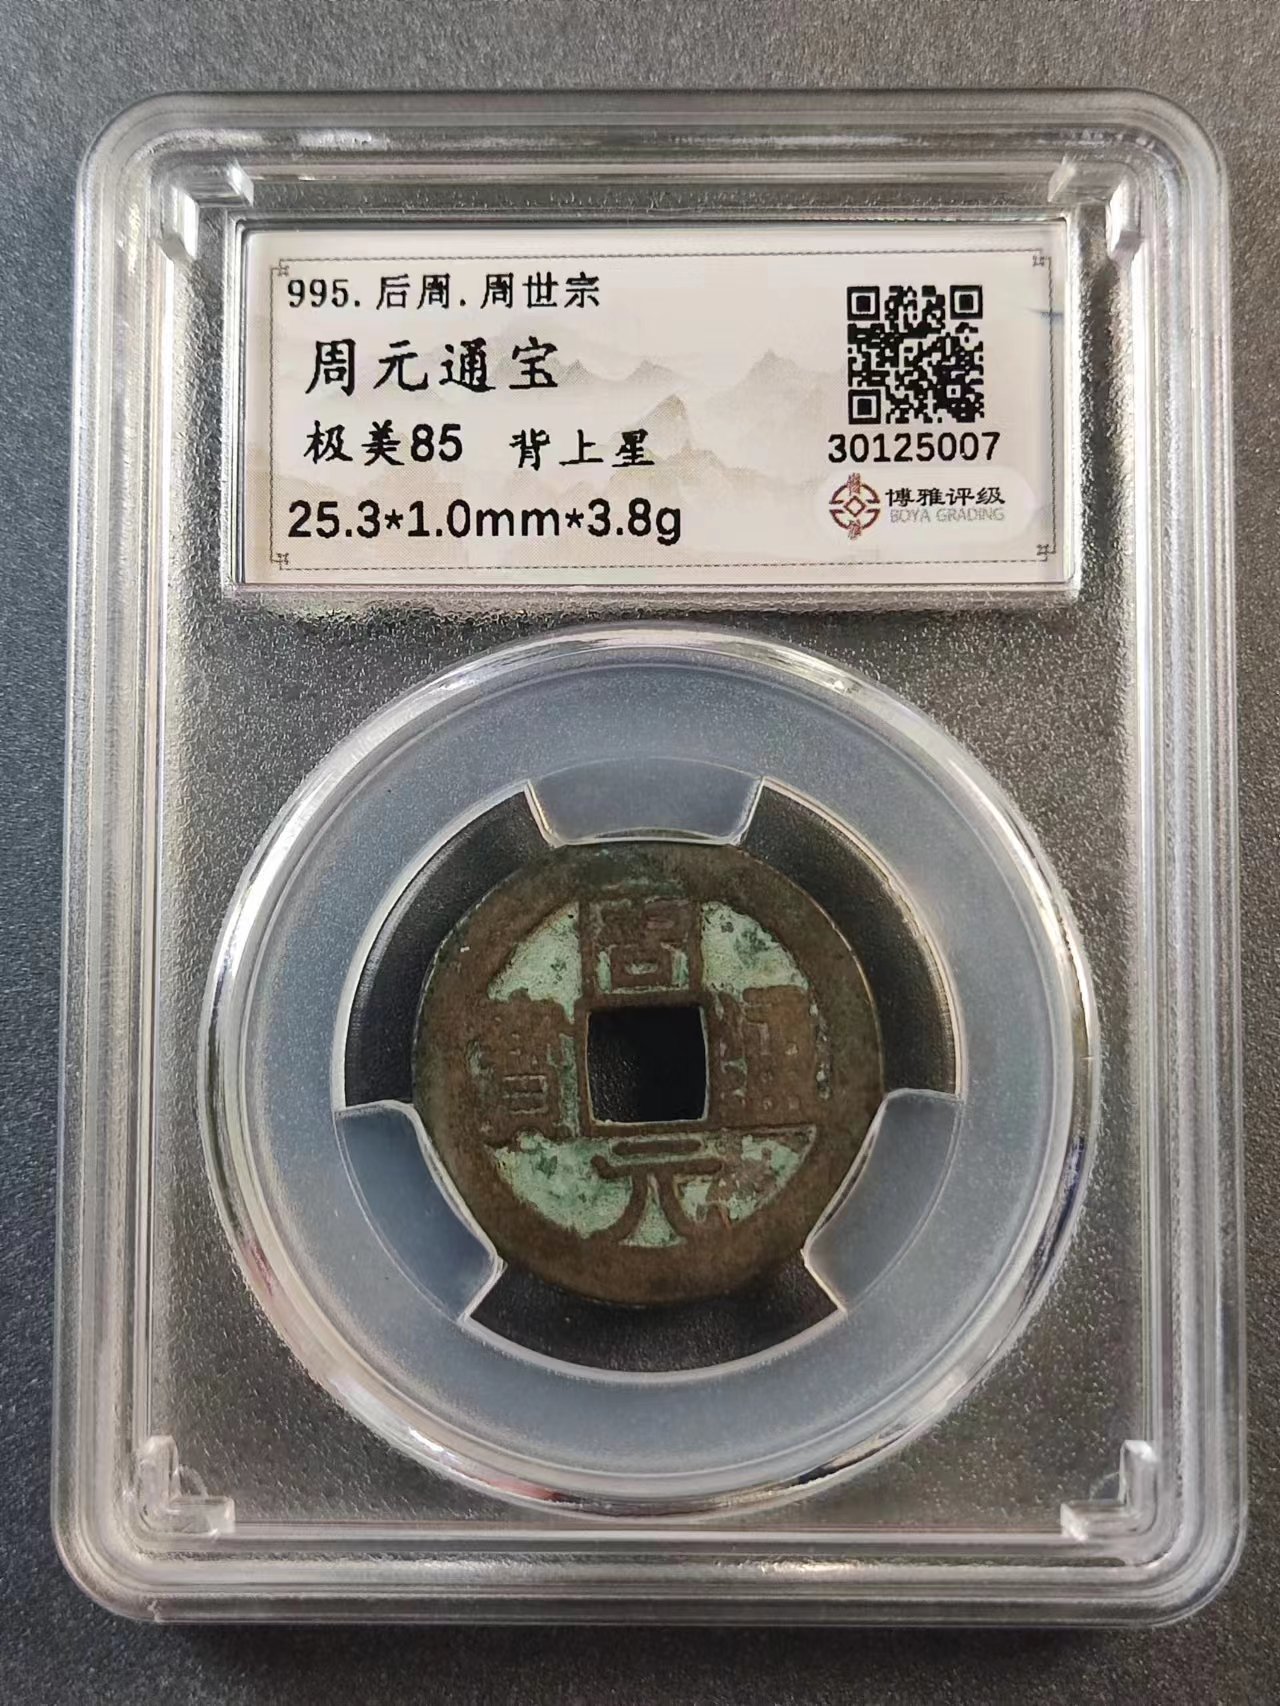 995.后周.周世宗
周元通宝
极美85 背上星
25.3*1.0mm*3.8g
30125007
博雅评级
BOYA GRADING
周元通寶